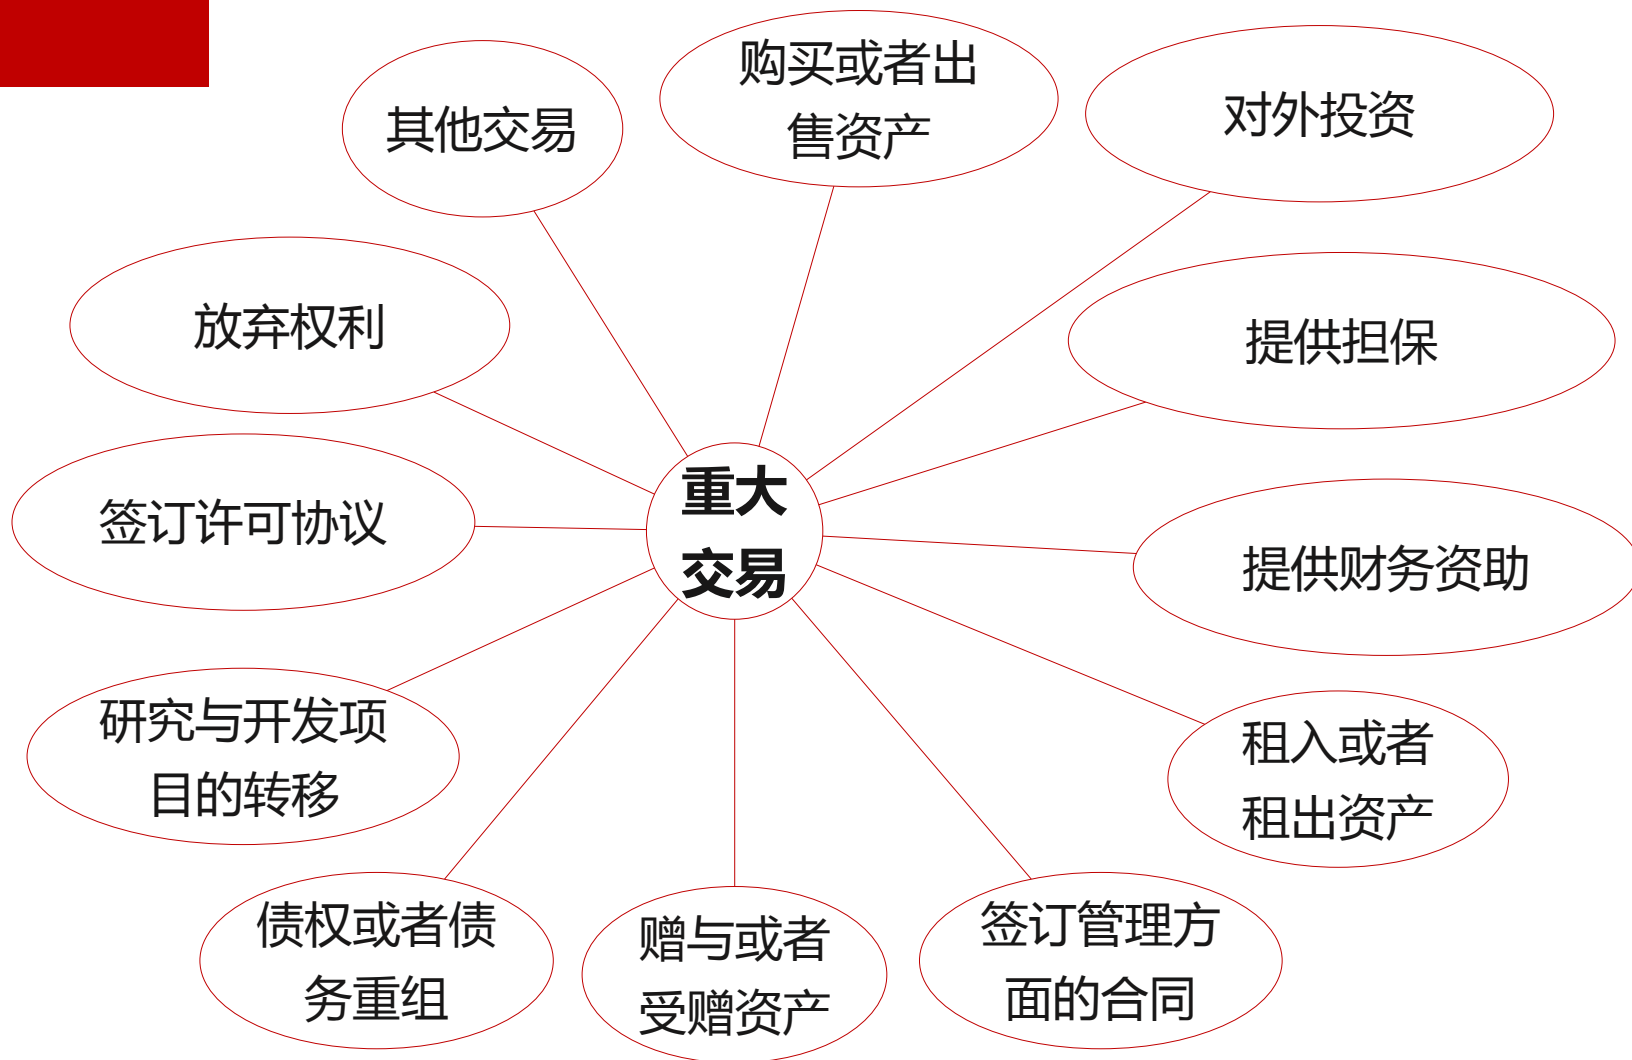 其他交易
购买或者出
售资产
对外投资
放弃权利
提供担保
重大
交易
签订许可协议
提供财务资助
研究与开发项
目的转移
租入或者
租出资产
债权或者债
务重组
赠与或者
受赠资产
签订管理方
面的合同